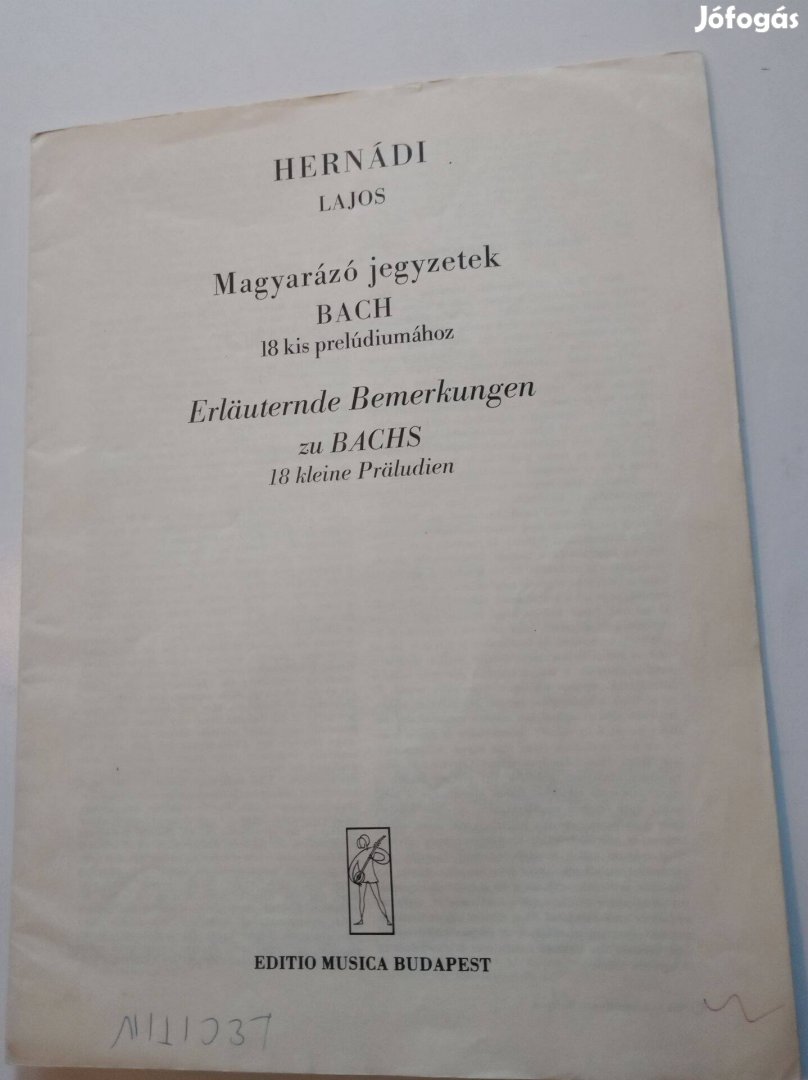 Jófogás
HERNÁDI
LAJOS
Magyarázó jegyzetek
BACH
18 kis prelúdiumához
Erläuternde Bemerkungen
zu BACHS
18 kleine Präludien
EDITIO MUSICA BUDAPEST
LECITIN